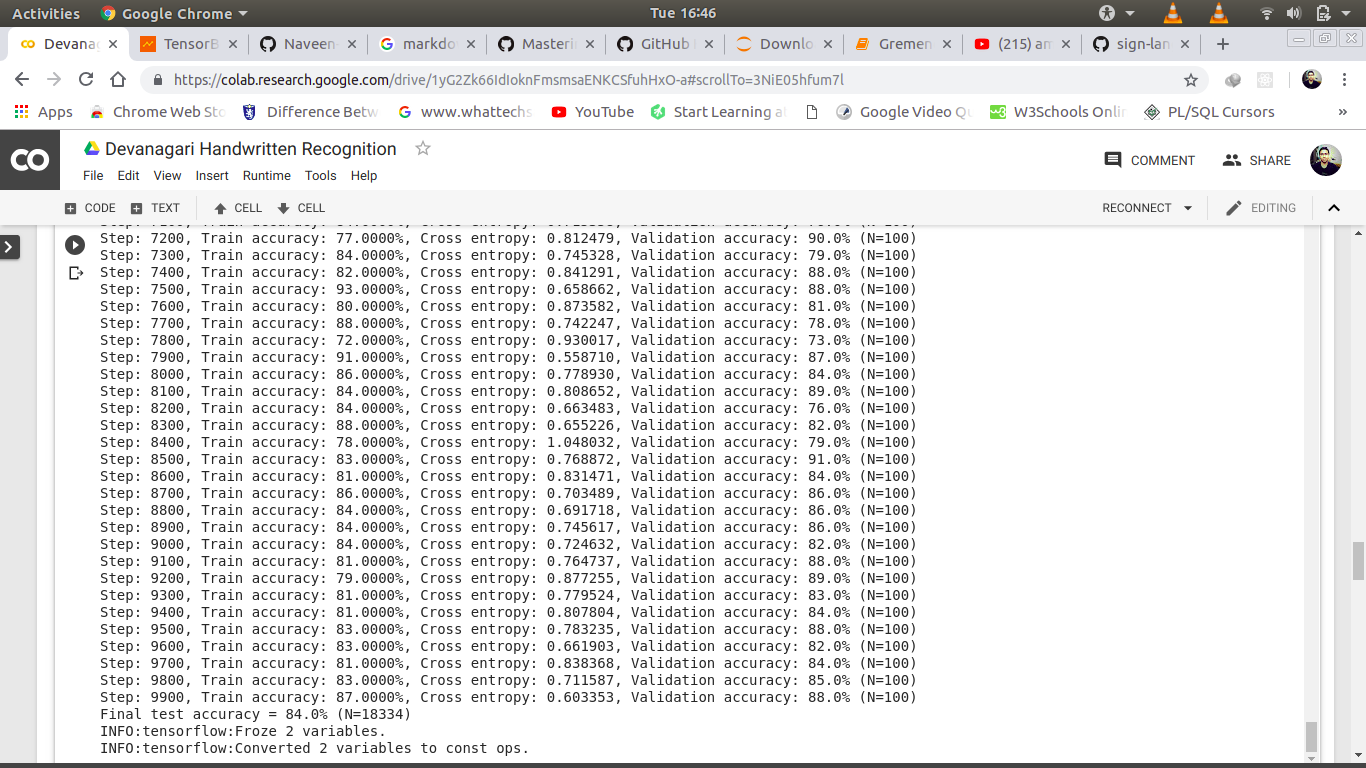 Activities Google Chrome Tue 16:46
Devanag TensorB Naveen- markdo Masteri GitHub Downlo Gremen (215) am sign-lan
https://colab.research.google.com/drive/1yG2Zk66IdIoknFmsmsaENKCSfuhHxO-a#scrollTo=3NiE05hfum7l
Apps Chrome Web Sto Difference Betw www.whattechs YouTube Start Learning a Google Video Qu W3Schools Onlin PL/SQL Cursors »
CO Devanagari Handwritten Recognition
COMMENT SHARE
File Edit View Insert Runtime Tools Help
CODE TEXT CELL CELL RECONNECT EDITING
Step: 7200, Train accuracy: 77.0000%, Cross entropy: 0.812479, Validation accuracy: 90.0% (N=100)
Step: 7300, Train accuracy: 84.0000%, Cross entropy: 0.745328, Validation accuracy: 79.0% (N=100)
Step: 7400, Train accuracy: 82.0000%, Cross entropy: 0.841291, Validation accuracy: 88.0% (N=100)
Step: 7500, Train accuracy: 93.0000%, Cross entropy: 0.658662, Validation accuracy: 88.0% (N=100)
Step: 7600, Train accuracy: 80.0000%, Cross entropy: 0.873582, Validation accuracy: 81.0% (N=100)
Step: 7700, Train accuracy: 88.0000%, Cross entropy: 0.742247, Validation accuracy: 78.0% (N=100)
Step: 7800, Train accuracy: 72.0000%, Cross entropy: 0.930017, Validation accuracy: 73.0% (N=100)
Step: 7900, Train accuracy: 91.0000%, Cross entropy: 0.558710, Validation accuracy: 87.0% (N=100)
Step: 8000, Train accuracy: 86.0000%, Cross entropy: 0.778930, Validation accuracy: 84.0% (N=100)
Step: 8100, Train accuracy: 84.0000%, Cross entropy: 0.808652, Validation accuracy: 89.0% (N=100)
Step: 8200, Train accuracy: 84.0000%, Cross entropy: 0.663483, Validation accuracy: 76.0% (N=100)
Step: 8300, Train accuracy: 88.0000%, Cross entropy: 0.655226, Validation accuracy: 82.0% (N=100)
Step: 8400, Train accuracy: 78.0000%, Cross entropy: 1.048032, Validation accuracy: 79.0% (N=100)
Step: 8500, Train accuracy: 83.0000%, Cross entropy: 0.768872, Validation accuracy: 91.0% (N=100)
Step: 8600, Train accuracy: 81.0000%, Cross entropy: 0.831471, Validation accuracy: 84.0% (N=100)
Step: 8700, Train accuracy: 86.0000%, Cross entropy: 0.703489, Validation accuracy: 86.0% (N=100)
Step: 8800, Train accuracy: 84.0000%, Cross entropy: 0.691718, Validation accuracy: 86.0% (N=100)
Step: 8900, Train accuracy: 84.0000%, Cross entropy: 0.745617, Validation accuracy: 86.0% (N=100)
Step: 9000, Train accuracy: 84.0000%, Cross entropy: 0.724632, Validation accuracy: 82.0% (N=100)
Step: 9100, Train accuracy: 81.0000%, Cross entropy: 0.764737, Validation accuracy: 88.0% (N=100)
Step: 9200, Train accuracy: 79.0000%, Cross entropy: 0.877255, Validation accuracy: 89.0% (N=100)
Step: 9300, Train accuracy: 81.0000%, Cross entropy: 0.779524, Validation accuracy: 83.0% (N=100)
Step: 9400, Train accuracy: 81.0000%, Cross entropy: 0.807804, Validation accuracy: 84.0% (N=100)
Step: 9500, Train accuracy: 83.0000%, Cross entropy: 0.783235, Validation accuracy: 88.0% (N=100)
Step: 9600, Train accuracy: 83.0000%, Cross entropy: 0.661903, Validation accuracy: 82.0% (N=100)
Step: 9700, Train accuracy: 81.0000%, Cross entropy: 0.838368, Validation accuracy: 84.0% (N=100)
Step: 9800, Train accuracy: 83.0000%, Cross entropy: 0.711587, Validation accuracy: 85.0% (N=100)
Step: 9900, Train accuracy: 87.0000%, Cross entropy: 0.603353, Validation accuracy: 88.0% (N=100)
Final test accuracy = 84.0% (N=18334)
INFO:tensorflow:Froze 2 variables.
INFO:tensorflow:Converted 2 variables to const ops.